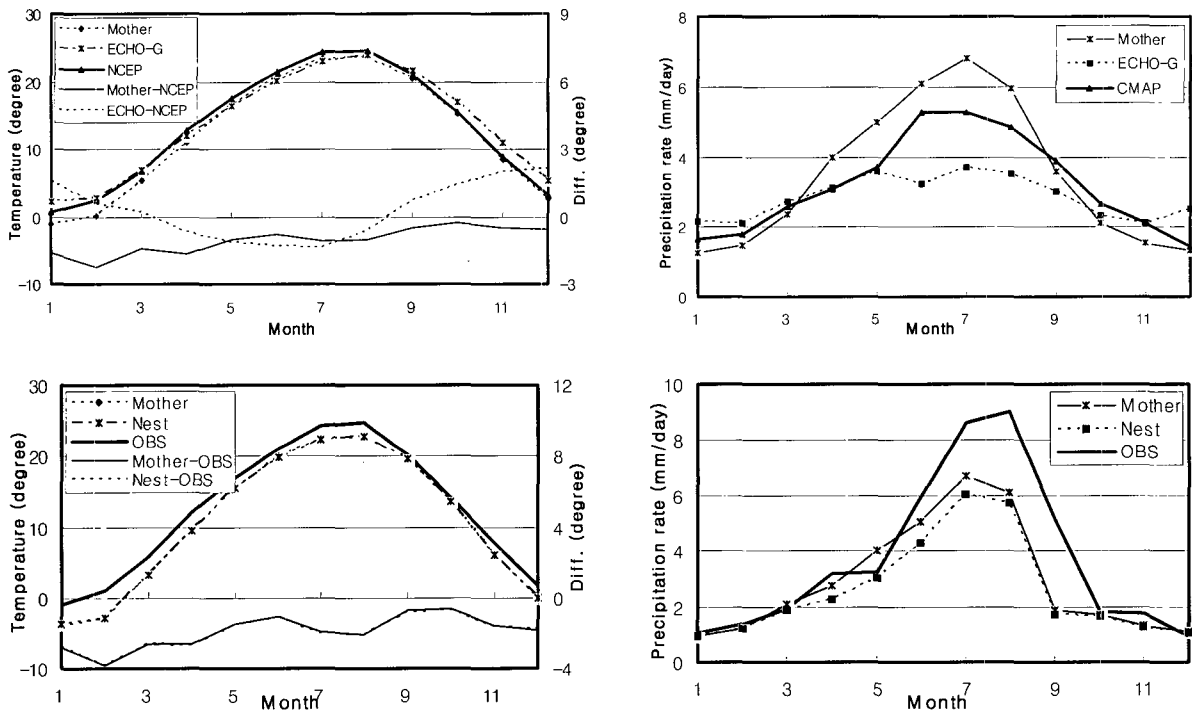 Temperature (degree)
30
20
10
0
−10
Mother
ECHO-G
NCEP
Mother-NCEP
ECHO-NCEP
9
6
3
0
−3
Diff. (degree)
1 3 5 7 9 11
Month
Precipitation rate (mm/day)
8
6
4
2
0
Mother
ECHO-G
CMAP
1 3 5 7 9 11
Month
Temperature (degree)
30
20
10
0
−10
Mother
Nest
OBS
Mother-OBS
Nest-OBS
12
8
4
0
−4
Diff. (degree)
1 3 5 7 9 11
Month
Precipitation rate (mm/day)
10
8
6
4
2
0
Mother
Nest
OBS
1 3 5 7 9 11
Month